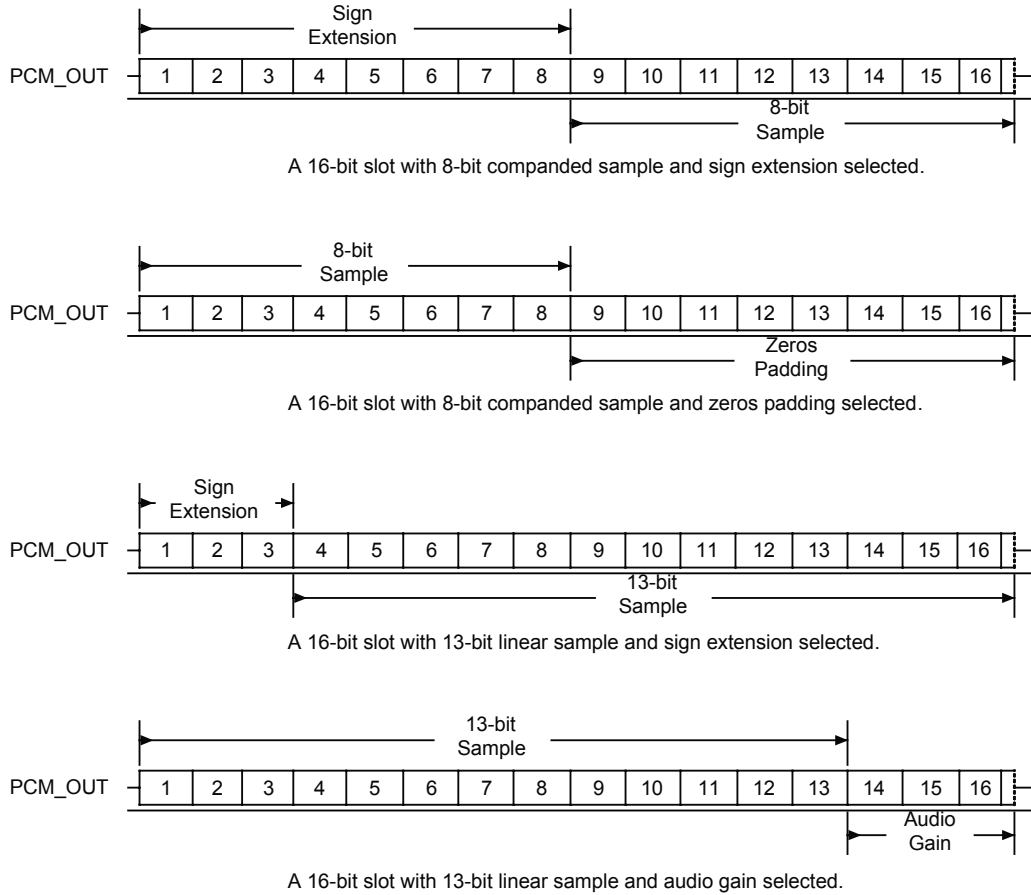 Sign
Extension
PCM_OUT 1 2 3 4 5 6 7 8 9 10 11 12 13 14 15 16
8-bit
Sample
A 16-bit slot with 8-bit companded sample and sign extension selected.
8-bit
Sample
PCM_OUT 1 2 3 4 5 6 7 8 9 10 11 12 13 14 15 16
Zeros
Padding
A 16-bit slot with 8-bit companded sample and zeros padding selected.
Sign
Extension
PCM_OUT 1 2 3 4 5 6 7 8 9 10 11 12 13 14 15 16
13-bit
Sample
A 16-bit slot with 13-bit linear sample and sign extension selected.
13-bit
Sample
PCM_OUT 1 2 3 4 5 6 7 8 9 10 11 12 13 14 15 16
Audio
Gain
A 16-bit slot with 13-bit linear sample and audio gain selected.